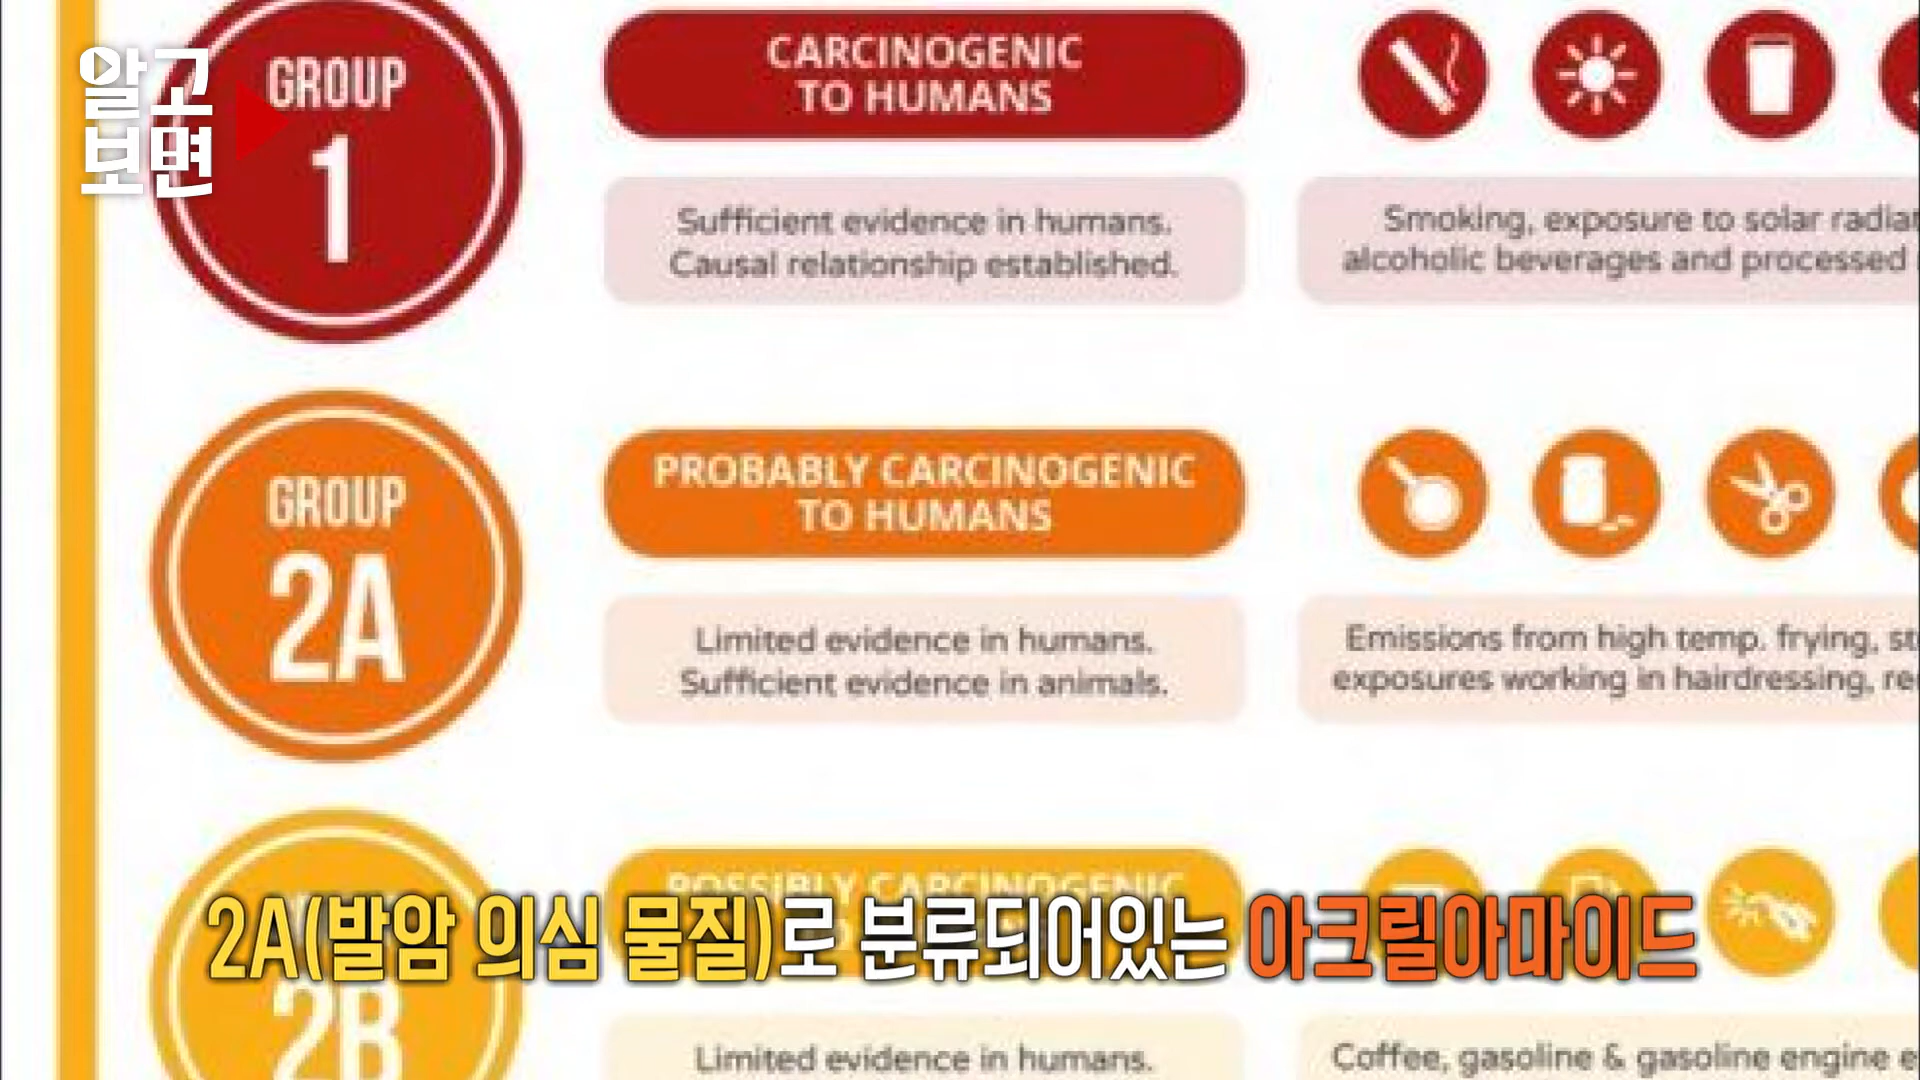 알고
보면
GROUP
1
CARCINOGENIC
TO HUMANS
Sufficient evidence in humans.
Causal relationship established.
Smoking, exposure to solar
alcoholic beverages and processed
GROUP
2A
PROBABLY CARCINOGENIC
TO HUMANS
Limited evidence in humans.
Sufficient evidence in animals.
Emissions from high temp. frying,
exposures working in hairdressing,
POSSIBLY CARCINOGENIC
2A(발암 의심 물질)로 분류되어있는 아크릴아마이드
2B
Limited evidence in humans.
Coffee, gasoline & gasoline engine